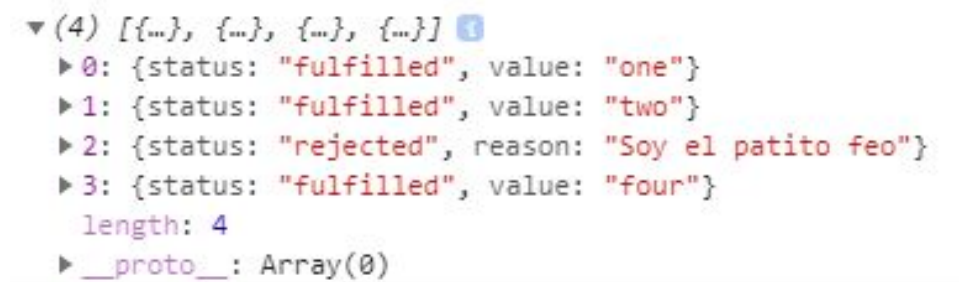 ▼(4) [{…}, {…}, {…}, {…}] i
▶0: {status: "fulfilled", value: "one"}
▶1: {status: "fulfilled", value: "two"}
▶2: {status: "rejected", reason: "Soy el patito feo"}
▶3: {status: "fulfilled", value: "four"}
length: 4
▶__proto__: Array(0)